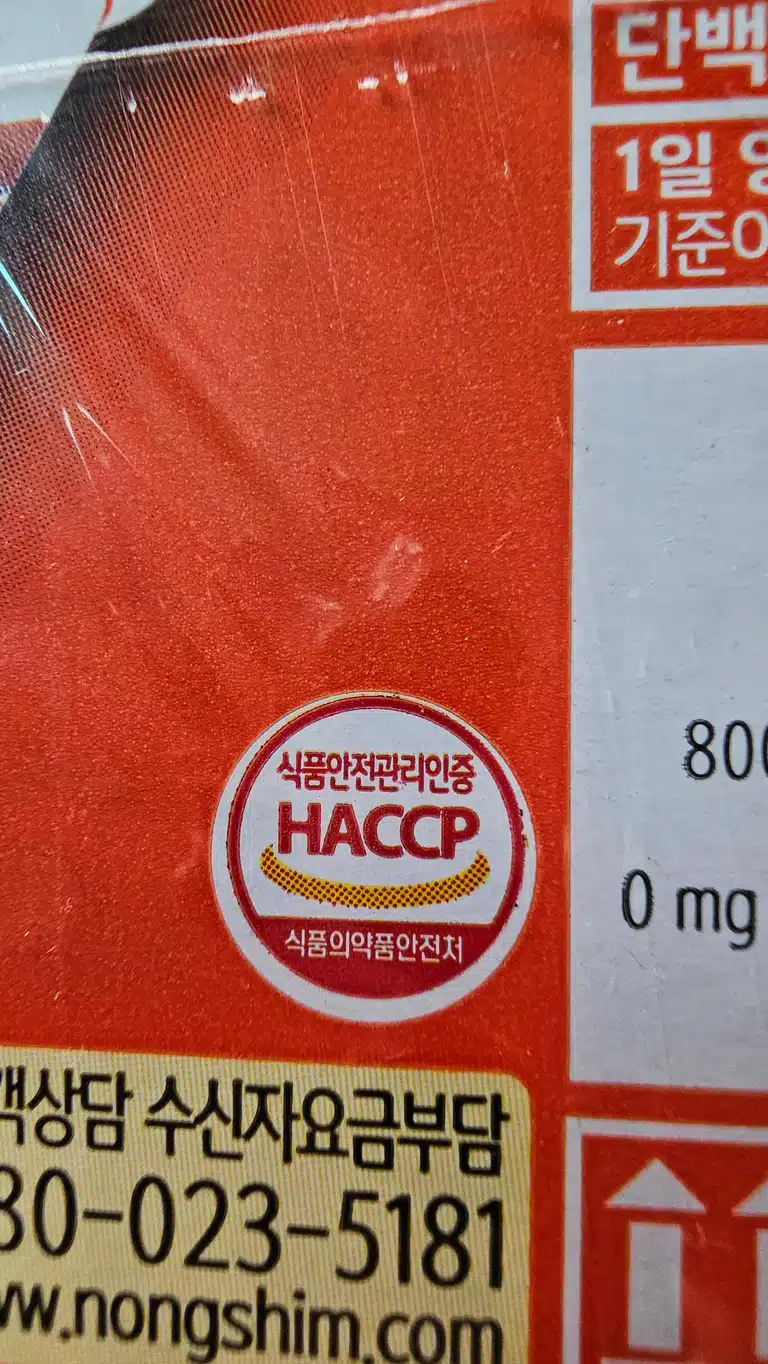 단백
1일
기준이
800
0 mg
식품안전관리인증
HACCP
식품의약품안전처
객상담 수신자요금부담
80-023-5181
ww.nongshim.com